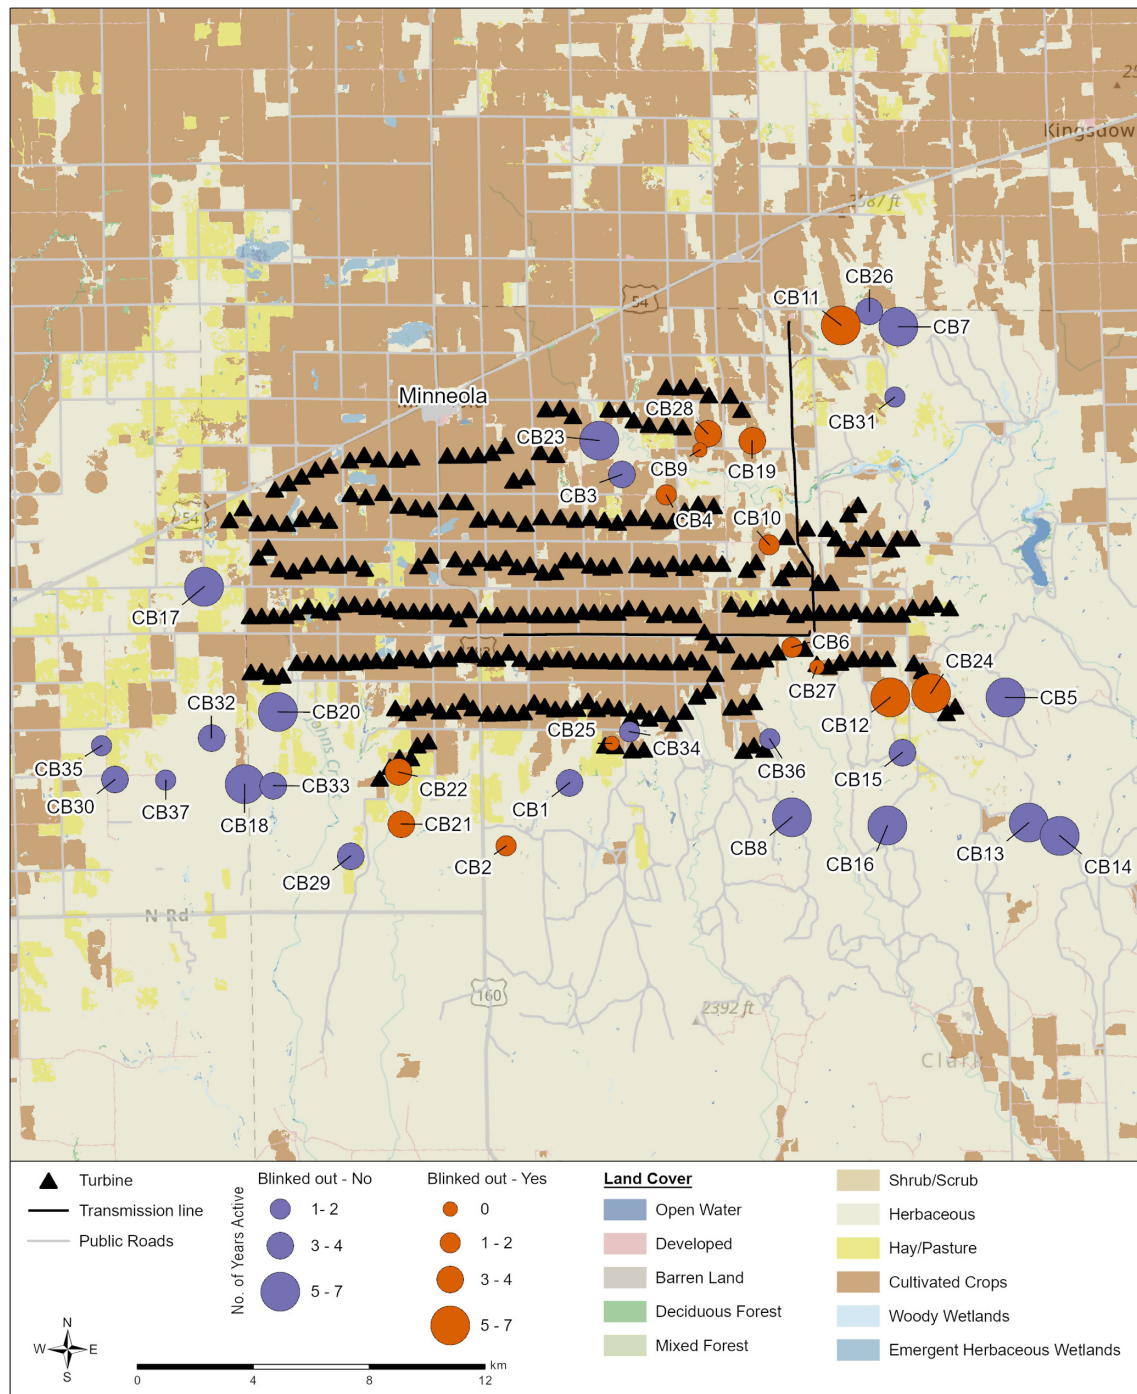 Kingsdow
2587 ft
CB26
CB11
54
CB7
Minneola
CB31
CB28
CB23
CB9
CB19
CB3
CB4
CB10
54
CB17
CB6
CB24
CB27
CB32
CB20
CB5
CB12
CB25
CB34
CB35
CB36
CB15
Johns Cr
CB30
CB37
CB33
CB22
CB1
CB18
CB21
CB8
CB16
CB13
CB14
CB2
CB29
N Rd
160
2392 ft
Clark
Turbine
Transmission line
Public Roads
No. of Years Active
Blinked out - No
1- 2
3 - 4
5 - 7
Blinked out - Yes
0
1 - 2
3 - 4
5 - 7
Land Cover
Open Water
Developed
Barren Land
Deciduous Forest
Mixed Forest
Shrub/Scrub
Herbaceous
Hay/Pasture
Cultivated Crops
Woody Wetlands
Emergent Herbaceous Wetlands
N
W E
S
km
0 4 8 12